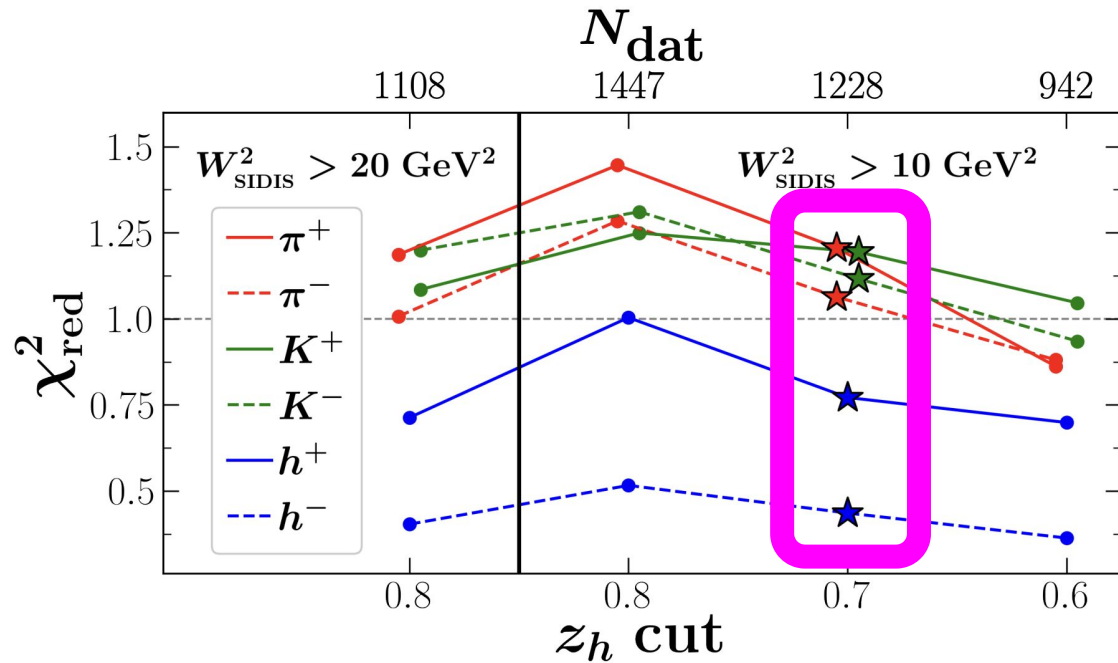 N_dat
1108 1447 1228 942
W²_SIDIS > 20 GeV² W²_SIDIS > 10 GeV²
π⁺
π⁻
K⁺
K⁻
h⁺
h⁻
1.5
1.25
1.0
0.75
0.5
χ²_red
0.8 0.8 0.7 0.6
z_h cut